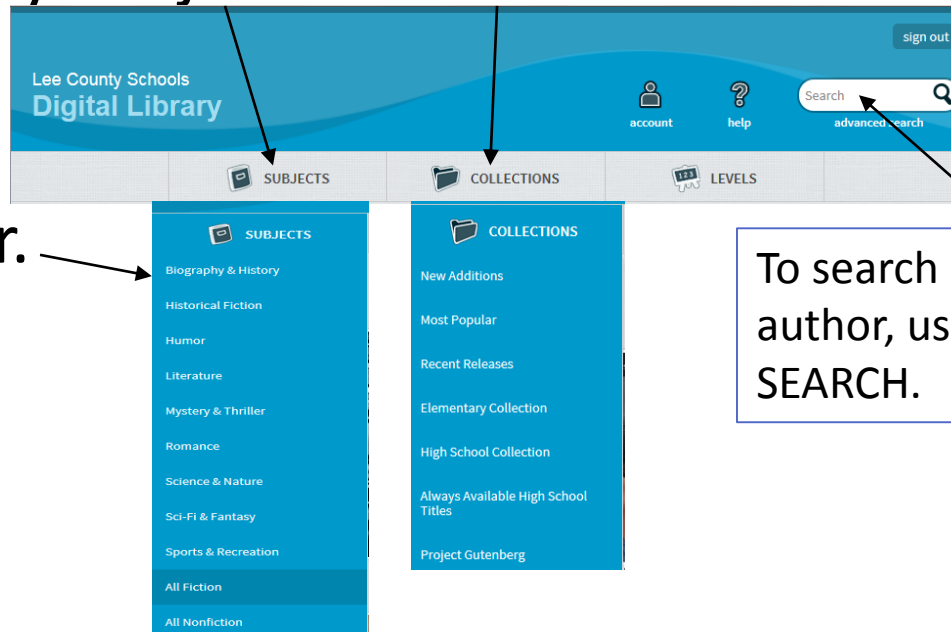 sign out
Lee County Schools
Digital Library
account
help
Search
advanced search
SUBJECTS
COLLECTIONS
LEVELS
r.
SUBJECTS
Biography & History
Historical Fiction
Humor
Literature
Mystery & Thriller
Romance
Science & Nature
Sci-Fi & Fantasy
Sports & Recreation
All Fiction
All Nonfiction
COLLECTIONS
New Additions
Most Popular
Recent Releases
Elementary Collection
High School Collection
Always Available High School
Titles
Project Gutenberg
To search
author, us
SEARCH.